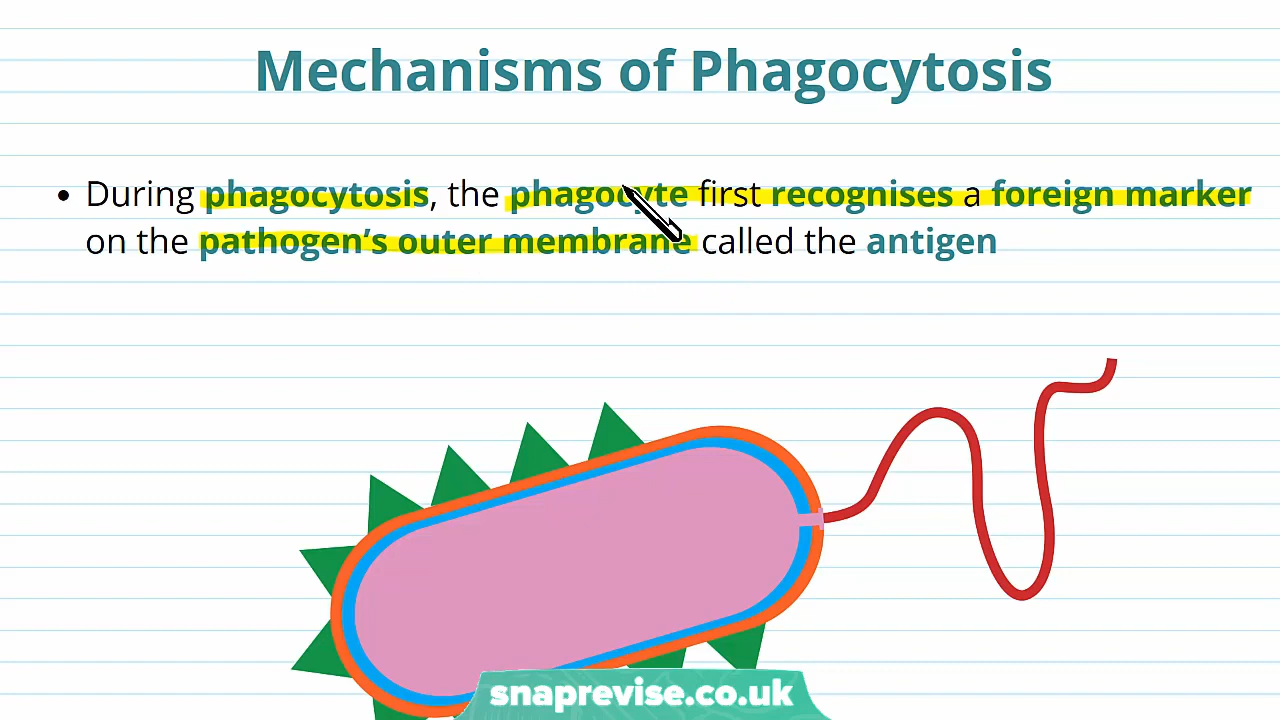 Mechanisms of Phagocytosis
• During phagocytosis, the phagocyte first recognises a foreign marker
on the pathogen’s outer membrane called the antigen
snaprevise.co.uk